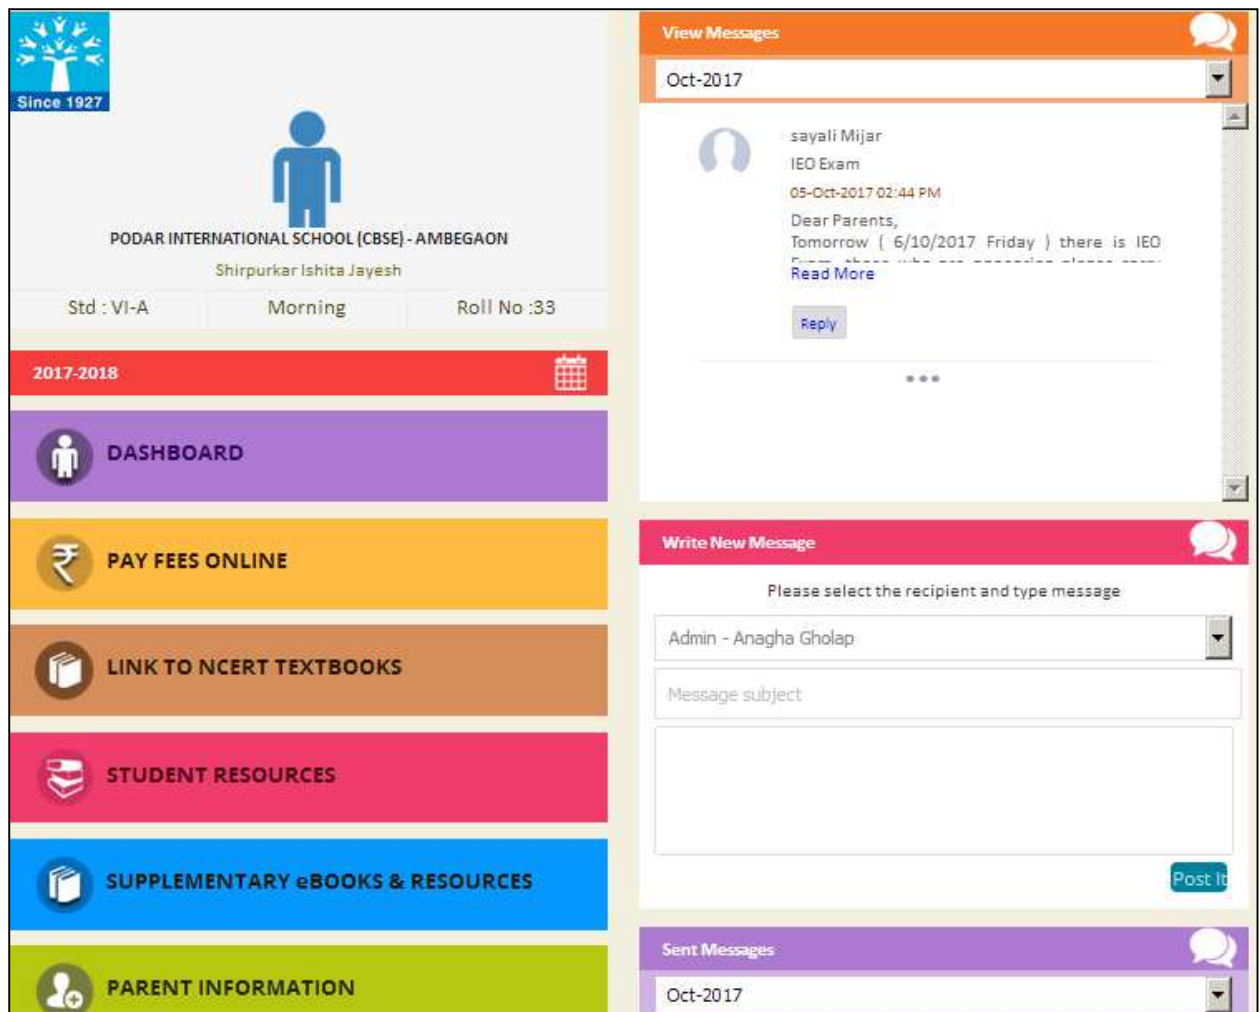 Since 1927
PODAR INTERNATIONAL SCHOOL (CBSE) - AMBEGAON
Shirpurkar Ishita Jayesh
Std : VI-A Morning Roll No :33
2017-2018
DASHBOARD
PAY FEES ONLINE
LINK TO NCERT TEXTBOOKS
STUDENT RESOURCES
SUPPLEMENTARY eBOOKS & RESOURCES
PARENT INFORMATION
View Messages
Oct-2017
sayali Mijar
IEO Exam
05-Oct-2017 02:44 PM
Dear Parents,
Tomorrow ( 6/10/2017 Friday ) there is IEO
Read More
Reply
Write New Message
Please select the recipient and type message
Admin - Anagha Gholap
Message subject
Post It
Sent Messages
Oct-2017